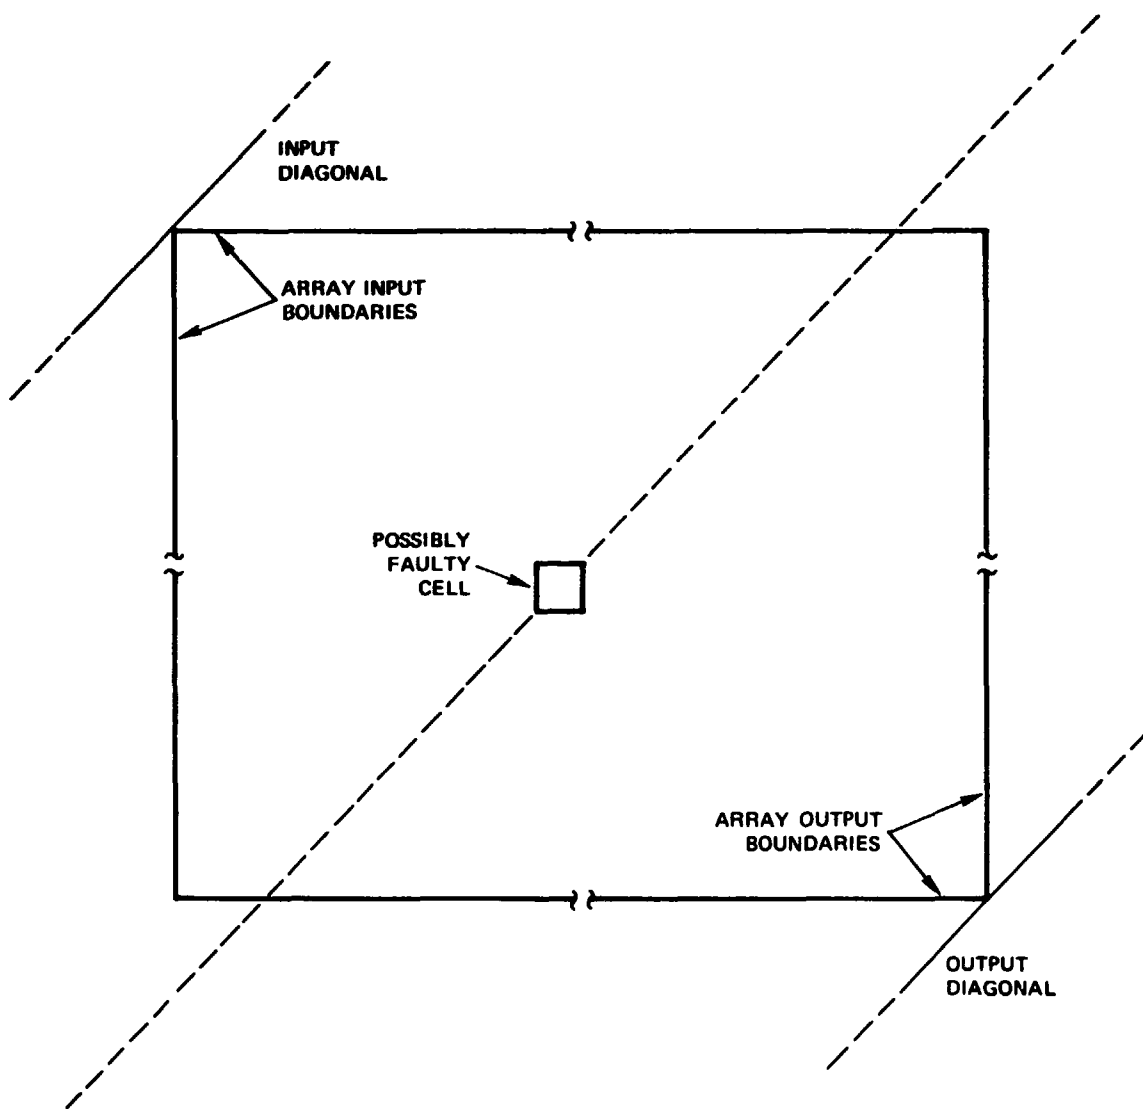 INPUT
DIAGONAL
ARRAY INPUT
BOUNDARIES
POSSIBLY
FAULTY
CELL
ARRAY OUTPUT
BOUNDARIES
OUTPUT
DIAGONAL